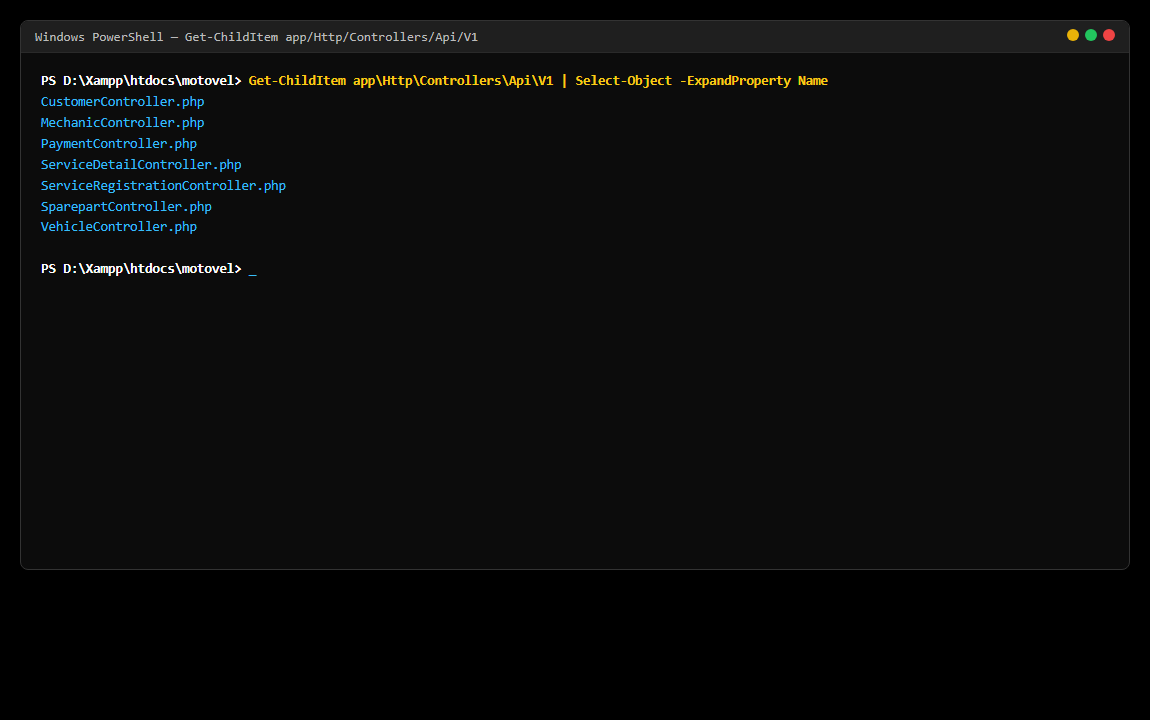 Windows PowerShell — Get-ChildItem app/Http/Controllers/Api/V1
PS D:\Xampp\htdocs\motovel> Get-ChildItem app\Http\Controllers\Api\V1 | Select-Object -ExpandProperty Name
CustomerController.php
MechanicController.php
PaymentController.php
ServiceDetailController.php
ServiceRegistrationController.php
SparepartController.php
VehicleController.php
PS D:\Xampp\htdocs\motovel> _